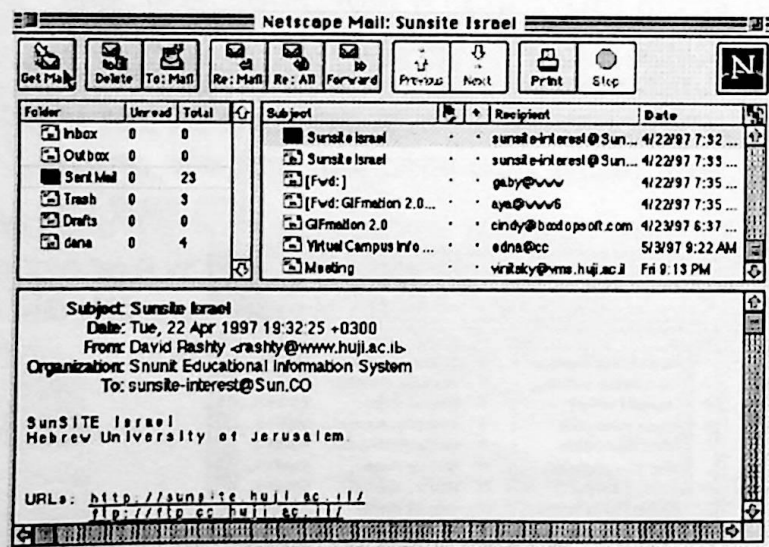 Netscape Mail: Sunsite Israel
Get Mail Delete To: Mail Re: Mail Re: All Forward Previous Next Print Stop
N
Folder Unread Total Subject Recipient Date
Inbox 0 0
Outbox 0 0
Sent Mail 0 23
Trash 0 3
Drafts 0 0
dana 0 4
Sunsite Israel sunsite-interest@Sun... 4/22/97 7:32 ...
Sunsite Israel sunsite-interest@Sun... 4/22/97 7:33 ...
[Fwd: ] gaby@vvv 4/22/97 7:35 ...
[Fwd: GIFmation 2.0... aya@vvv6 4/22/97 7:35 ...
GIFmation 2.0 cindy@boxtopsoft.com 4/23/97 6:37 ...
Virtual Campus Info ... edna@cc 5/3/97 9:22 AM
Meeting vinitsky@vms.huji.ac.il Fri 9:13 PM
Subject: Sunsite Israel
Date: Tue, 22 Apr 1997 19:32:25 +0300
From: David Rashty <rashty@www.huji.ac.il>
Organization: Snunit Educational Information System
To: sunsite-interest@Sun.CO
SunSITE Israel
Hebrew University of Jerusalem
URLs: http://sunsite.huji.ac.il/
ftp://ftp.cc.huji.ac.il/